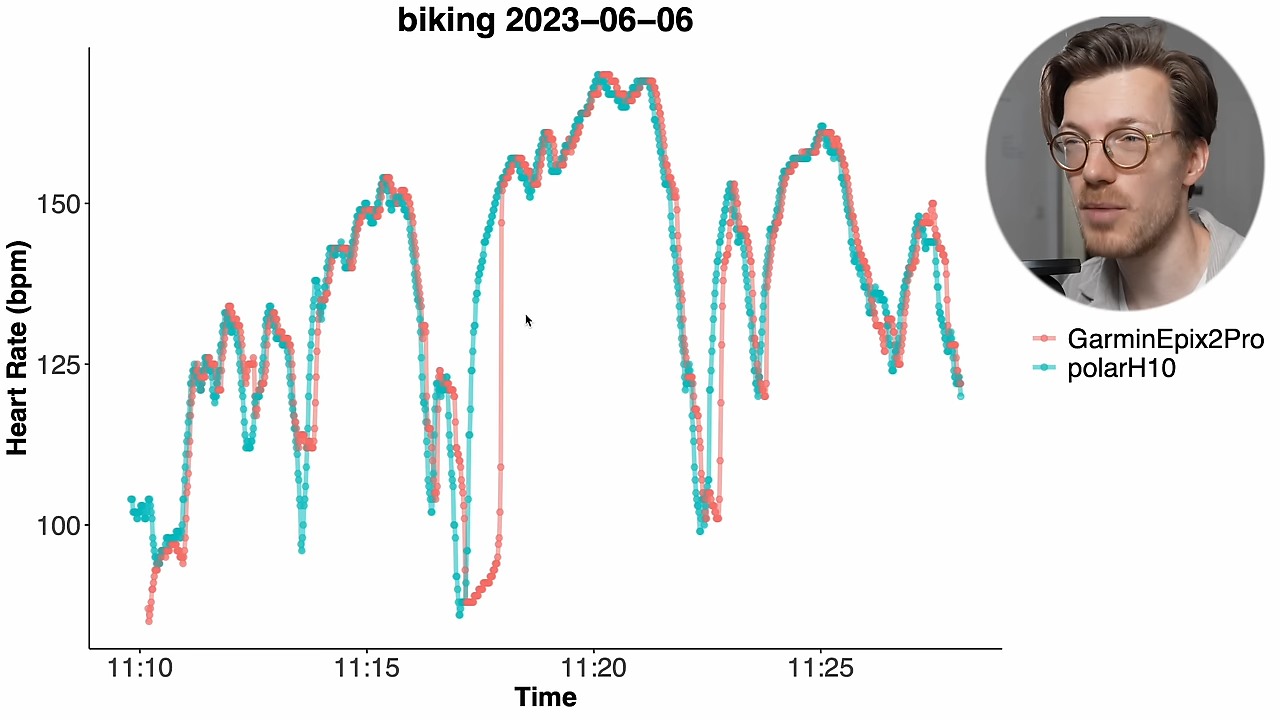 biking 2023–06–06
Heart Rate (bpm)
150
125
100
11:10
11:15
11:20
11:25
Time
GarminEpix2Pro
polarH10